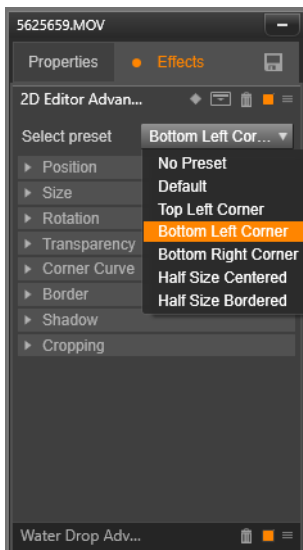 5625659.MOV
Properties
Effects
2D Editor Advan...
Select preset
Bottom Left Cor...
No Preset
Default
Top Left Corner
Bottom Left Corner
Bottom Right Corner
Half Size Centered
Half Size Bordered
Position
Size
Rotation
Transparency
Corner Curve
Border
Shadow
Cropping
Water Drop Adv...